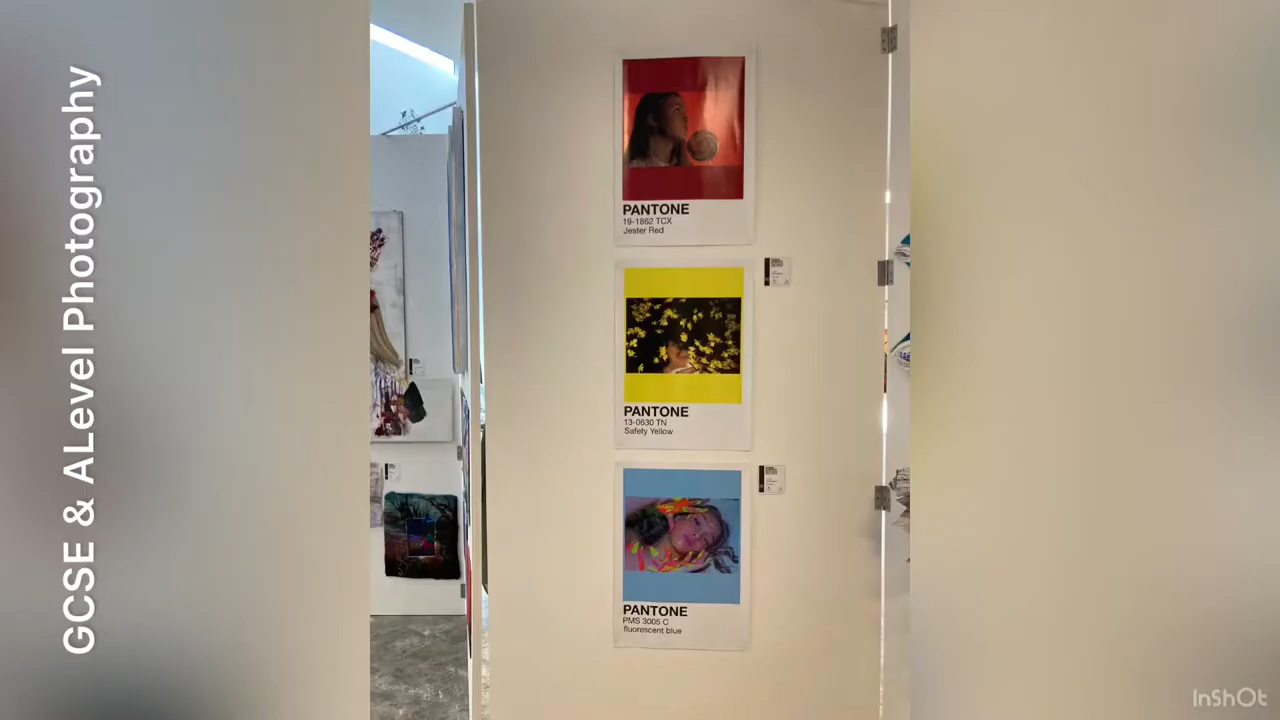 GCSE & ALevel Photography
PANTONE
19-1862 TCX
Jester Red
PANTONE
13-0630 TN
Safety Yellow
PANTONE
PMS 3005 C
fluorescent blue
InShOt